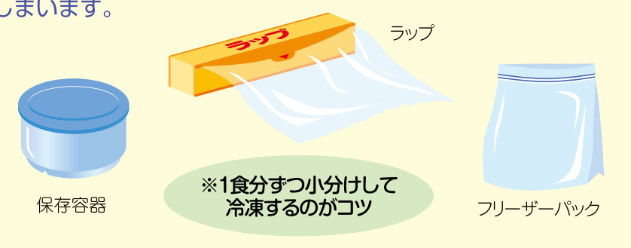 しまいます。
ラップ
ラップ
保存容器
※1食分ずつ小分けして
冷凍するのがコツ
フリーザーパック